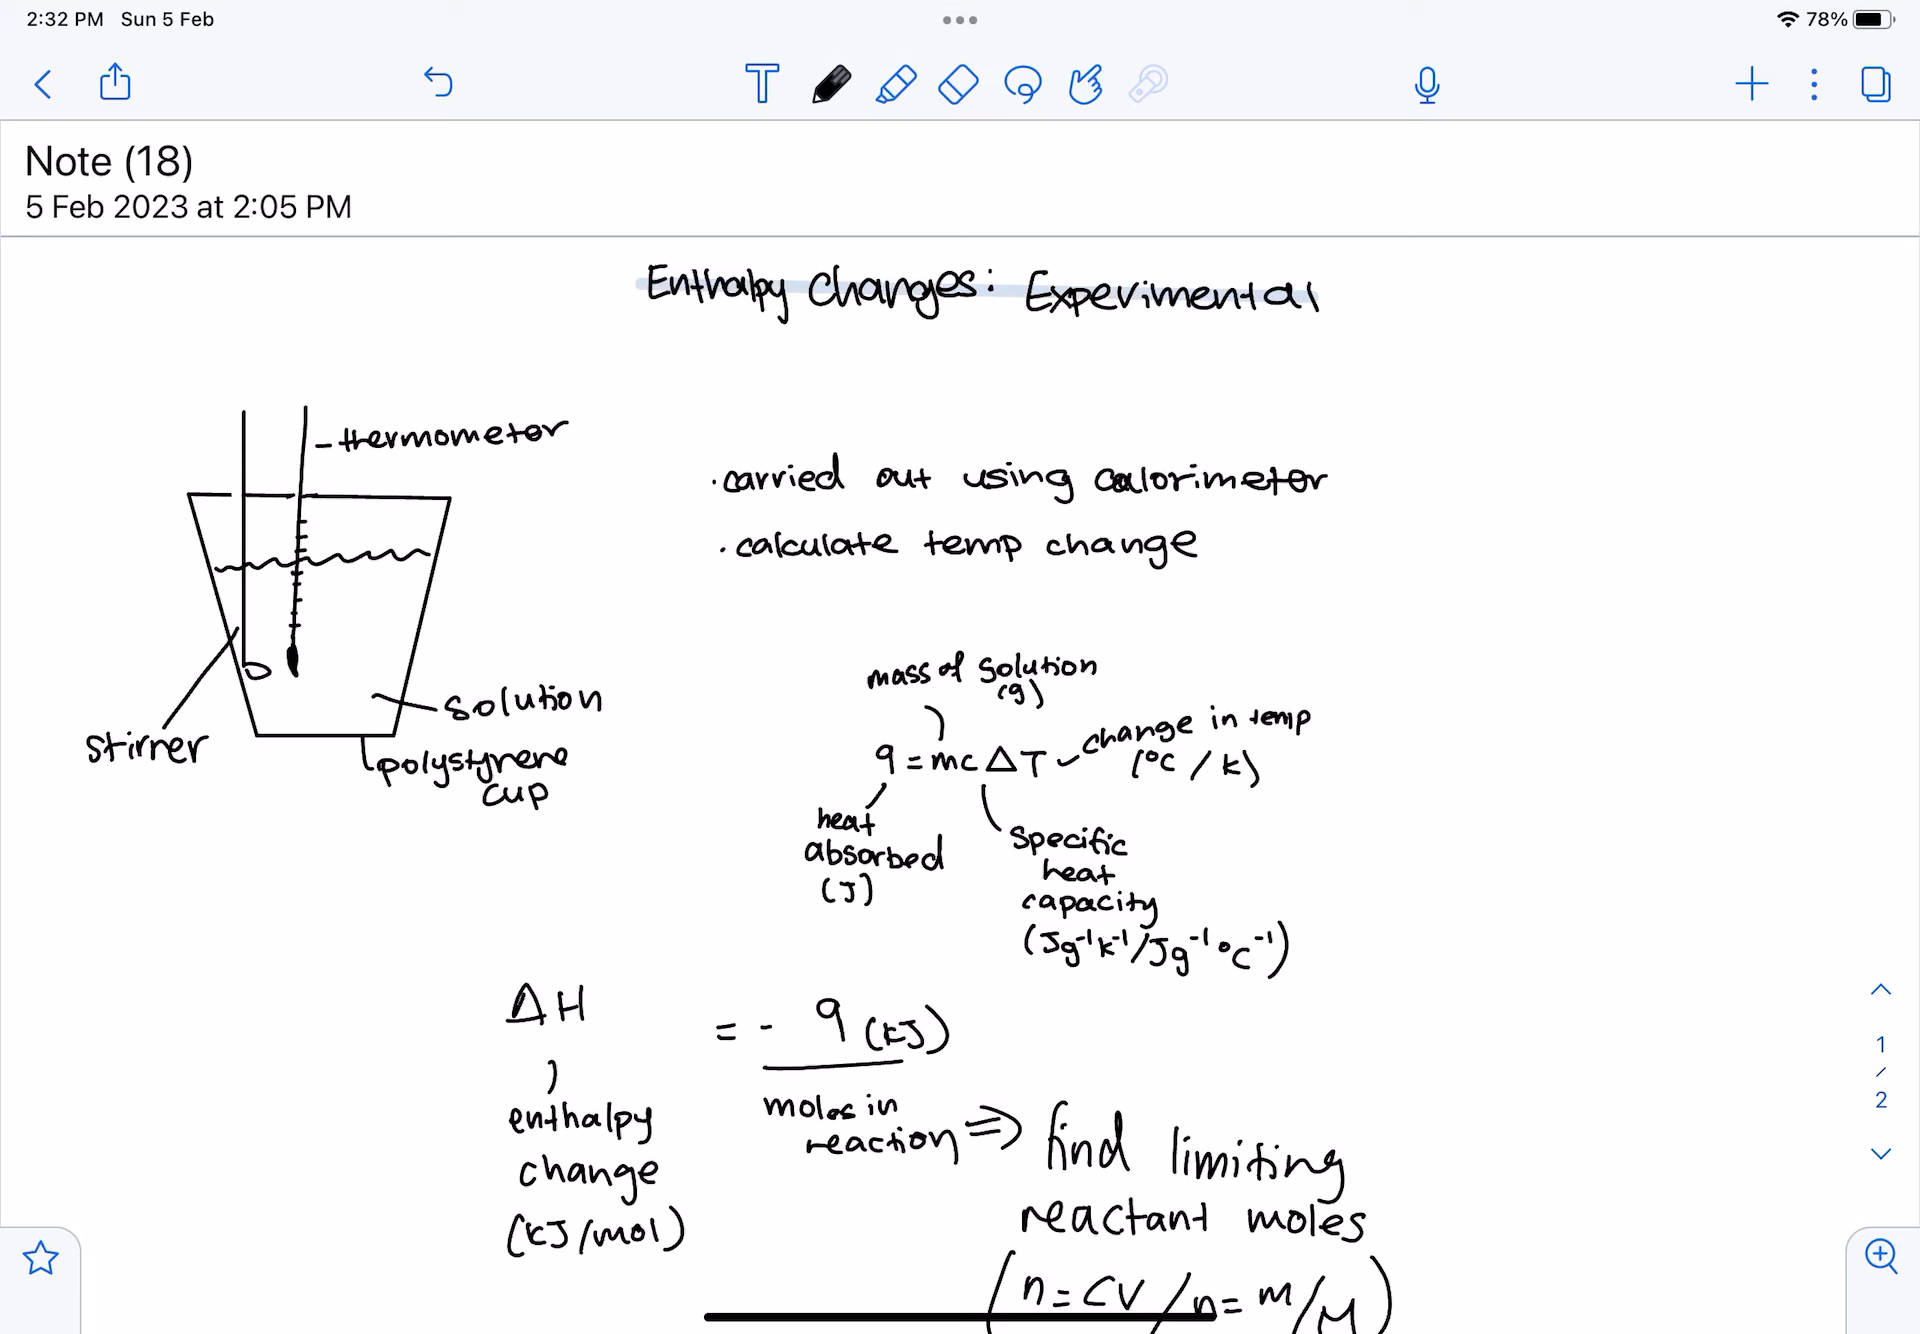 2:32 PM Sun 5 Feb
78%
T
Note (18)
5 Feb 2023 at 2:05 PM
Enthalpy Changes: Experimental
- thermometer
· carried out using calorimeter
· calculate temp change
solution
stirrer
polystyrene
cup
mass of solution
(g)
q = mc ΔT
change in temp
(°C / K)
heat
absorbed
(J)
specific
heat
capacity
(Jg⁻¹K⁻¹/Jg⁻¹°C⁻¹)
ΔH = - q (kJ)
moles in
reaction ⇒ find limiting
reactant moles
(n = CV / n = m/M)
enthalpy
change
(kJ/mol)
1
/
2